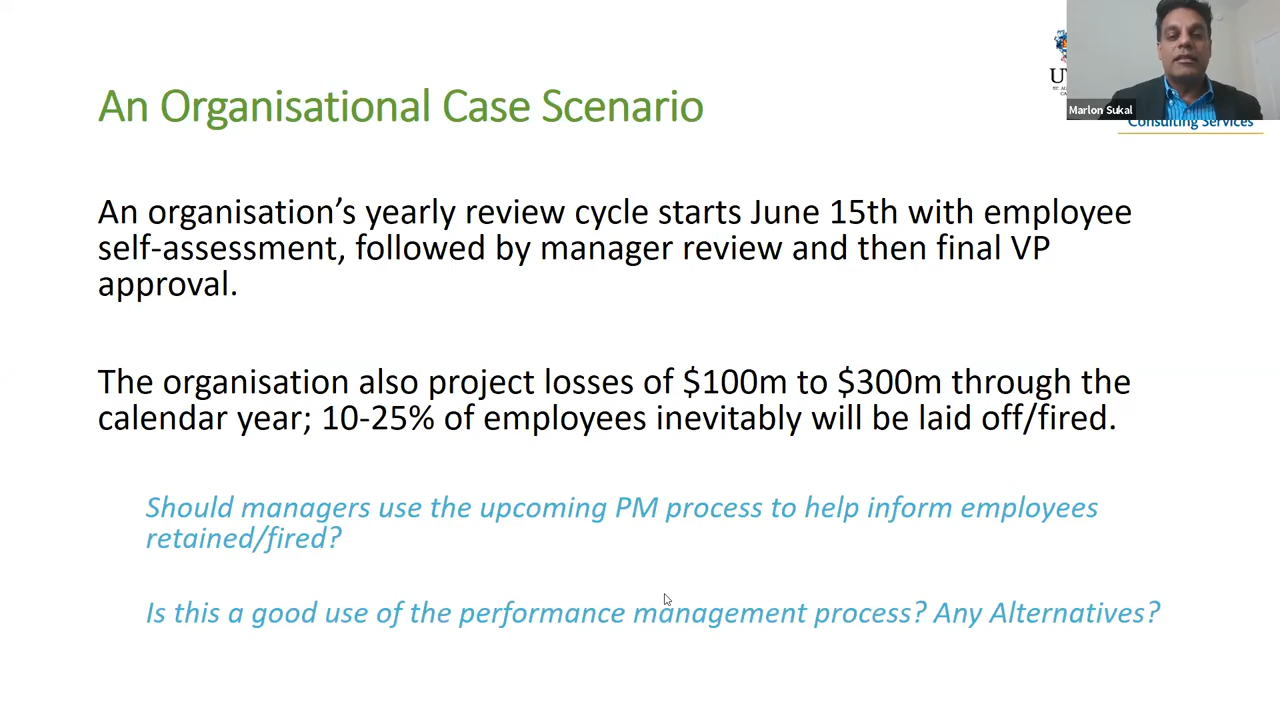 An Organisational Case Scenario
Marlon Sukal
Consulting Services
An organisation's yearly review cycle starts June 15th with employee
self-assessment, followed by manager review and then final VP
approval.
The organisation also project losses of $100m to $300m through the
calendar year; 10-25% of employees inevitably will be laid off/fired.
Should managers use the upcoming PM process to help inform employees
retained/fired?
Is this a good use of the performance management process? Any Alternatives?